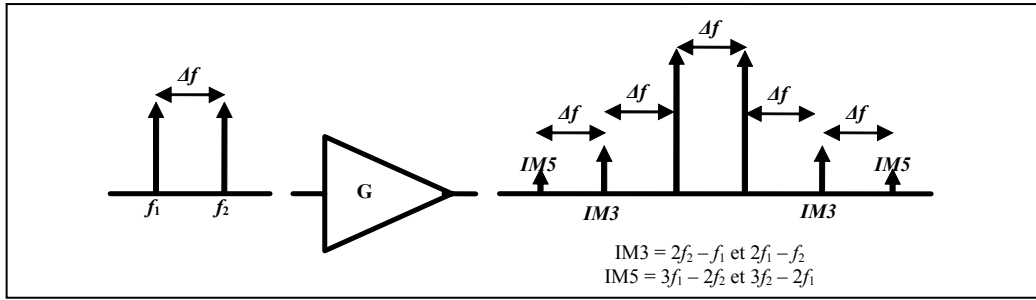 Δf
Δf
Δf
Δf
Δf
Δf
IM5
IM5
G
f1
f2
IM3
IM3
IM3 = 2f2 – f1 et 2f1 – f2
IM5 = 3f1 – 2f2 et 3f2 – 2f1